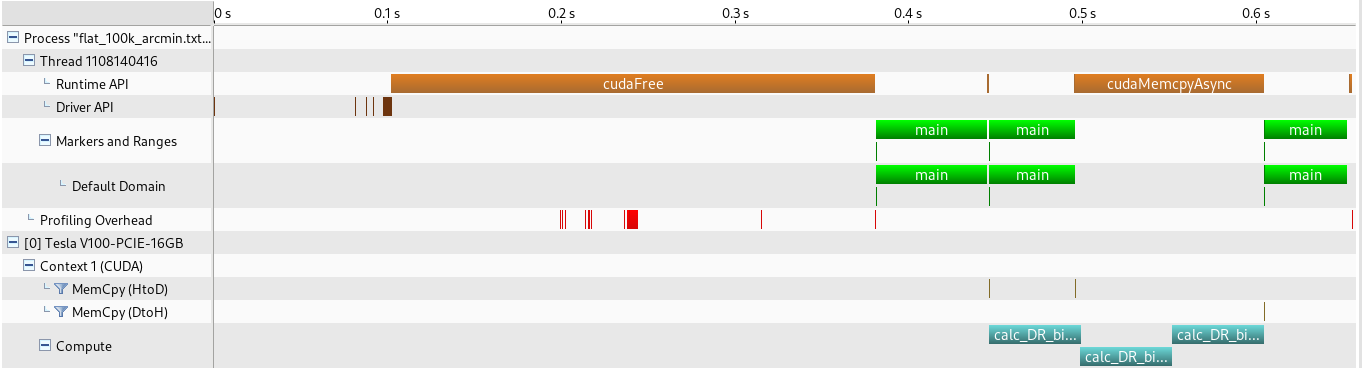 0 s 0.1 s 0.2 s 0.3 s 0.4 s 0.5 s 0.6 s
Process "flat_100k_arcmin.txt...
Thread 1108140416
Runtime API cudaFree cudaMemcpyAsync
Driver API
Markers and Ranges main main main
Default Domain main main main
Profiling Overhead
[0] Tesla V100-PCIE-16GB
Context 1 (CUDA)
MemCpy (HtoD)
MemCpy (DtoH)
calc_DR_bi... calc_DR_bi...
Compute
calc_DR_bi...